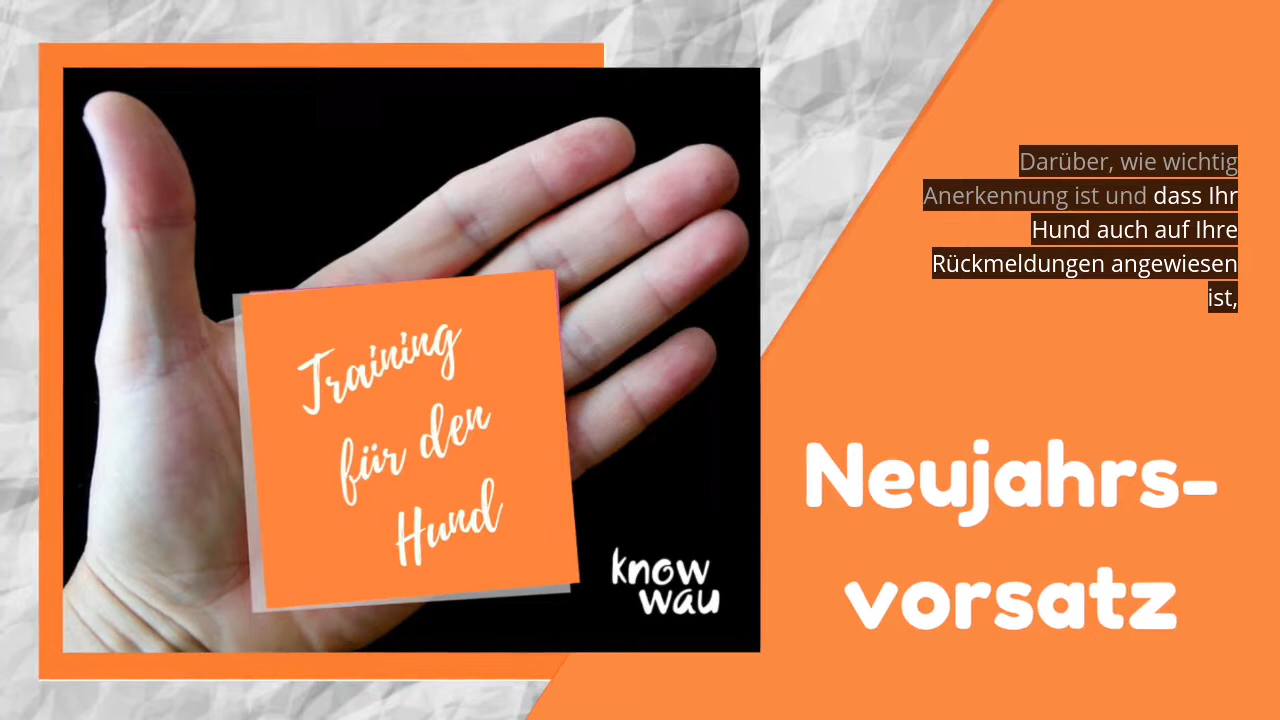 Darüber, wie wichtig
Anerkennung ist und dass Ihr
Hund auch auf Ihre
Rückmeldungen angewiesen
ist,
Training
für den
Hund
know
wau
Neujahrs-
vorsatz